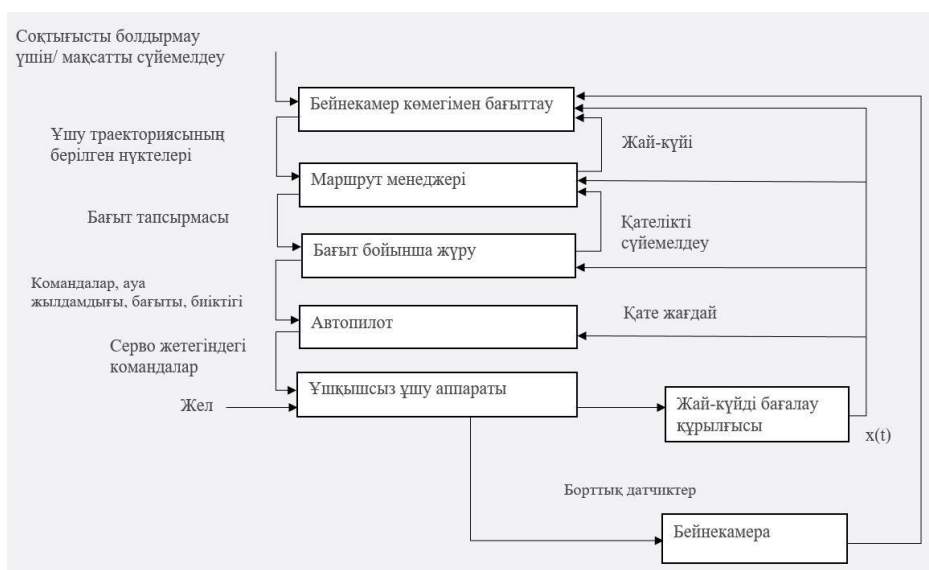 Соқтығысты болдырмау
үшін/ мақсатты сүйемелдеу
Бейнекамер көмегімен бағыттау
Ұшу траекториясының
берілген нүктелері
Жай-күйі
Маршрут менеджері
Бағыт тапсырмасы
Қателікті
сүйемелдеу
Бағыт бойынша жүру
Командалар, ауа
жылдамдығы, бағыты, биіктігі
Автопилот
Қате жағдай
Серво жетегіндегі
командалар
Ұшқышсыз ұшу аппараты
Жел
Жай-күйді бағалау
құрылғысы
x(t)
Борттық датчиктер
Бейнекамера